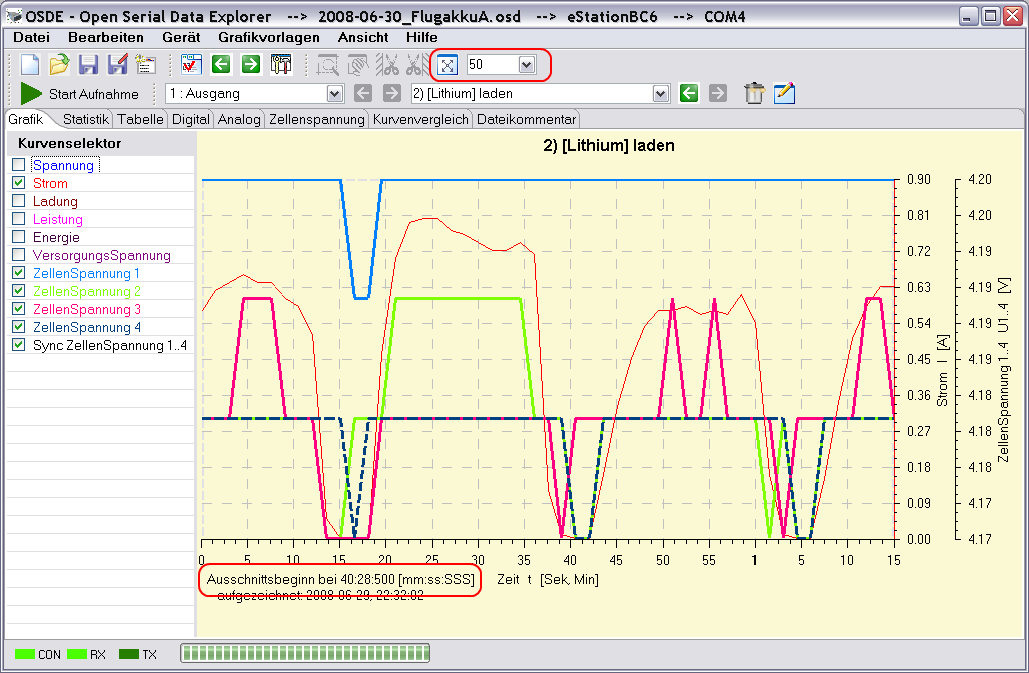 OSDE - Open Serial Data Explorer --> 2008-06-30_FlugakkuA.osd --> eStationBC6 --> COM4
Datei Bearbeiten Gerät Grafikvorlagen Ansicht Hilfe
50
Start Aufnahme 1 : Ausgang 2) [Lithium] laden
Grafik Statistik Tabelle Digital Analog Zellenspannung Kurvenvergleich Dateikommentar
Kurvenselektor
Spannung
Strom
Ladung
Leistung
Energie
VersorgungsSpannung
ZellenSpannung 1
ZellenSpannung 2
ZellenSpannung 3
ZellenSpannung 4
Sync ZellenSpannung 1..4
2) [Lithium] laden
0.90 4.20
0.81 4.20
0.72 4.19
0.63 4.19
0.54 4.19
0.45 4.19
0.36 4.18
0.27 4.18
0.18 4.18
0.09 4.17
0.00 4.17
Strom I [A]
ZellenSpannung 1..4 U1..4 [V]
0 5 10 15 20 25 30 35 40 45 50 55 1 5 10 15
Ausschnittsbeginn bei 40:28:500 [mm:ss:SSS] Zeit t [Sek, Min]
aufgezeichnet: 2008-06-29, 22:32:02
CON RX TX